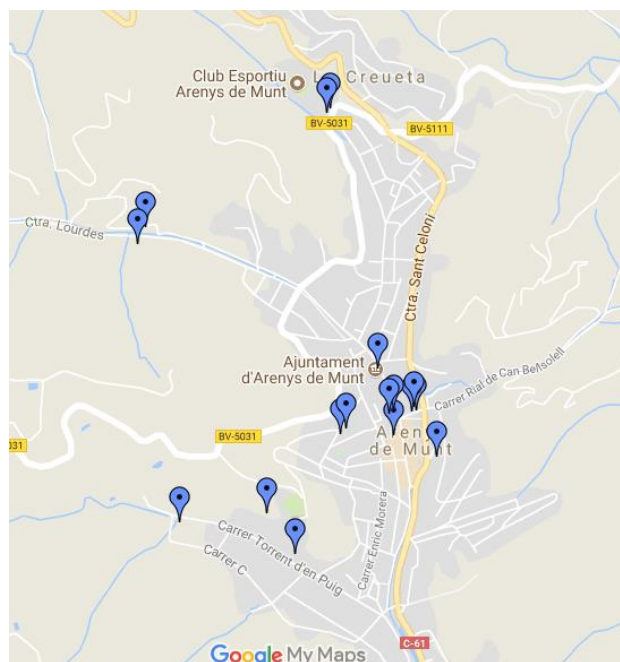 Club Esportiu
Arenys de Munt
La Creueta
BV-5031
BV-5111
Ctra. Lourdes
Ctra. Sant Celoni
Ajuntament
d'Arenys de Munt
Carrer Rial de Can Bellsolell
BV-5031
031
Arenys
de Munt
Carrer Enric Morera
Carrer Torrent d'en Puig
Carrer C
C-61
Google My Maps